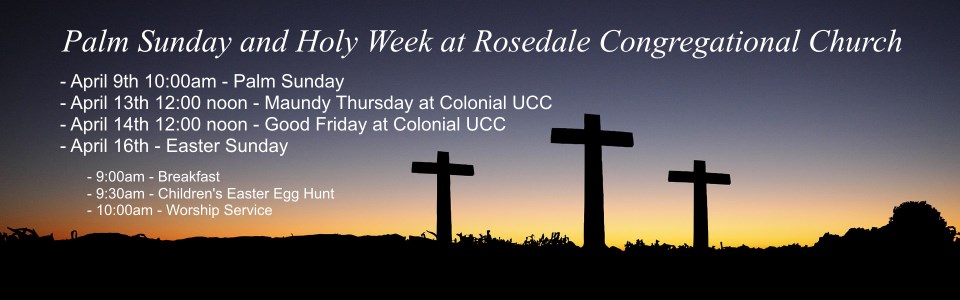 Palm Sunday and Holy Week at Rosedale Congregational Church
- April 9th 10:00am - Palm Sunday
- April 13th 12:00 noon - Maundy Thursday at Colonial UCC
- April 14th 12:00 noon - Good Friday at Colonial UCC
- April 16th - Easter Sunday
- 9:00am - Breakfast
- 9:30am - Children's Easter Egg Hunt
- 10:00am - Worship Service